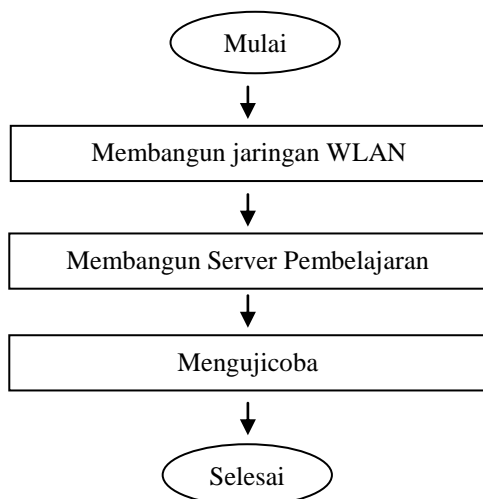 Mulai
Membangun jaringan WLAN
Membangun Server Pembelajaran
Mengujicoba
Selesai